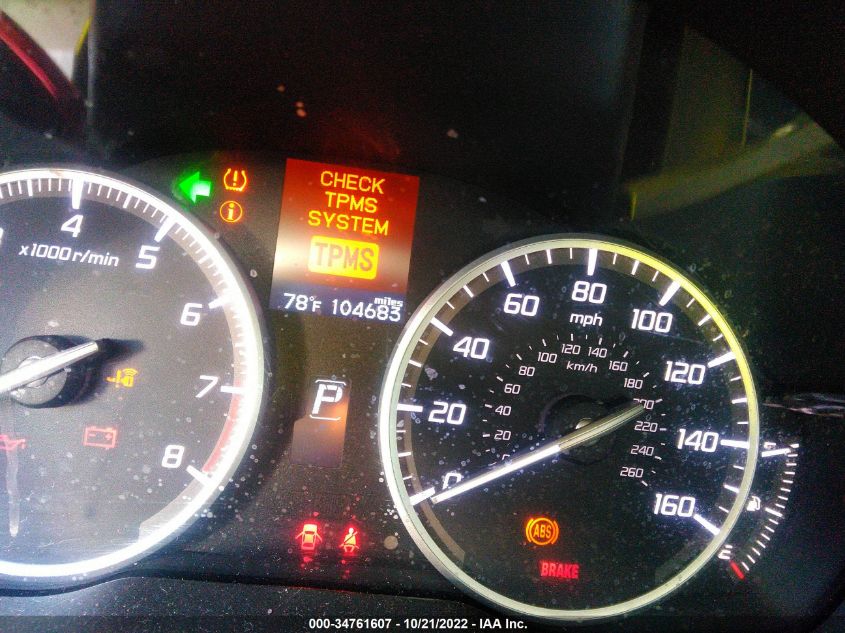 CHECK
TPMS
SYSTEM
TPMS
78°F 104683 miles
4
5
6
7
8
x1000r/min
P
0
20
40
60
80
100
120
140
160
mph
20
40
60
80
100
120
140
160
180
200
220
240
260
km/h
F
E
ABS
BRAKE
000-34761607 - 10/21/2022 - IAA Inc.